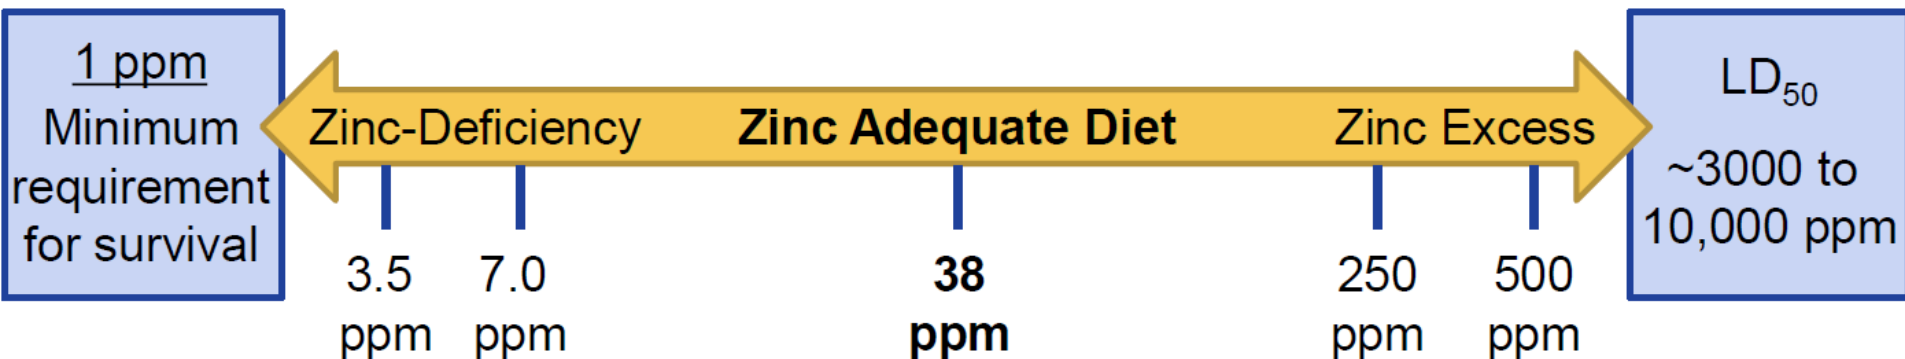 1 ppm
Minimum
requirement
for survival
Zinc-Deficiency
Zinc Adequate Diet
Zinc Excess
3.5
ppm
7.0
ppm
38
ppm
250
ppm
500
ppm
LD50
~3000 to
10,000 ppm